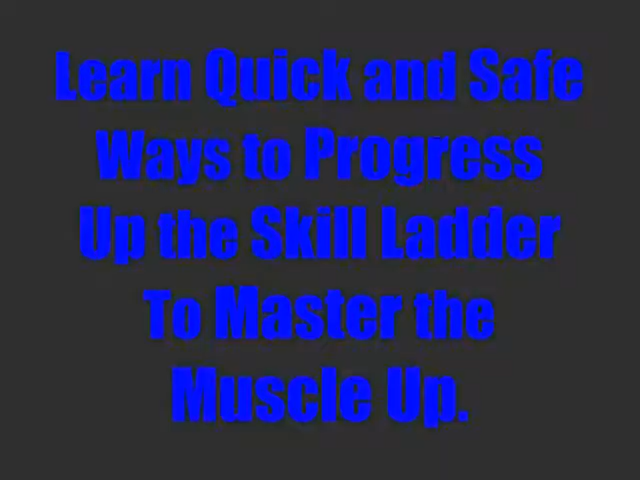 Learn Quick and Safe
Ways to Progress
Up the Skill Ladder
To Master the
Muscle Up.